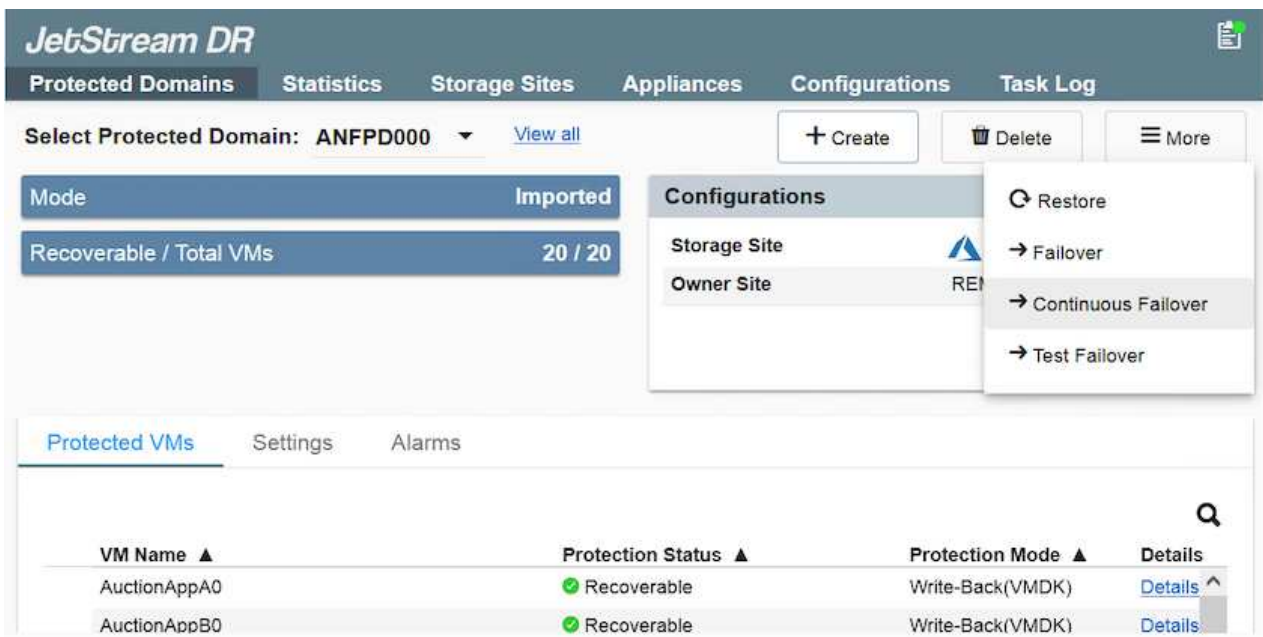 JetStream DR
Protected Domains Statistics Storage Sites Appliances Configurations Task Log
Select Protected Domain: ANFPD000 View all + Create Delete More
Mode Imported
Recoverable / Total VMs 20 / 20
Configurations
Storage Site
Owner Site
Restore
Failover
Continuous Failover
Test Failover
Protected VMs Settings Alarms
VM Name ▲ Protection Status ▲ Protection Mode ▲ Details
AuctionAppA0 Recoverable Write-Back(VMDK) Details
AuctionAppB0 Recoverable Write-Back(VMDK) Details